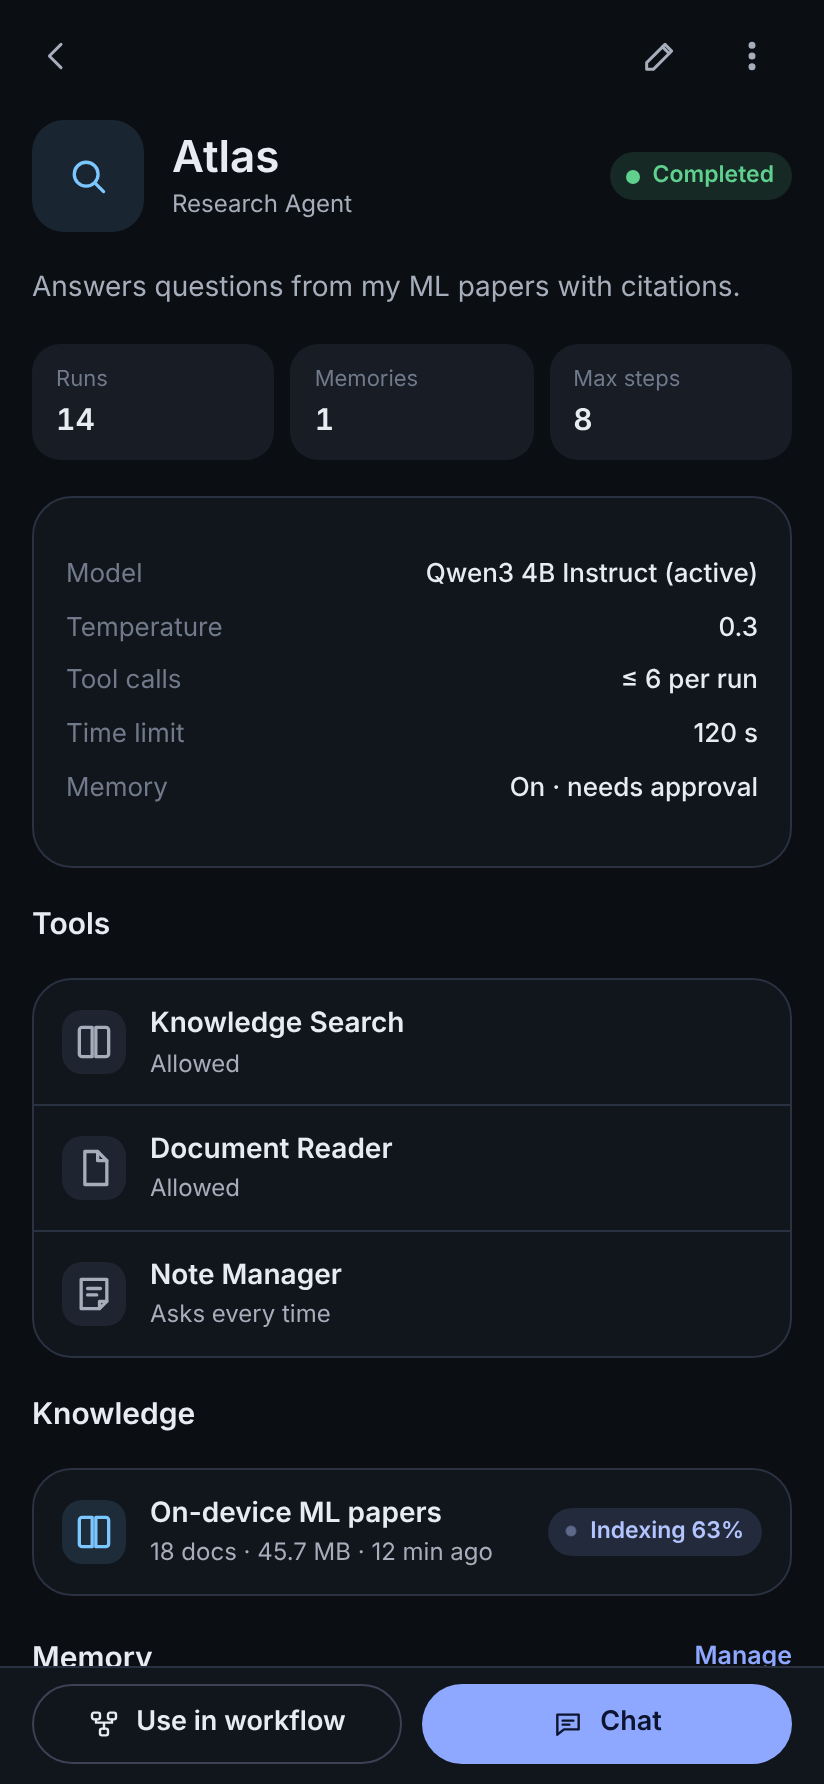 Atlas
Research Agent
Completed
Answers questions from my ML papers with citations.
Runs
14
Memories
1
Max steps
8
Model
Qwen3 4B Instruct (active)
Temperature
0.3
Tool calls
≤ 6 per run
Time limit
120 s
Memory
On · needs approval
Tools
Knowledge Search
Allowed
Document Reader
Allowed
Note Manager
Asks every time
Knowledge
On-device ML papers
18 docs · 45.7 MB · 12 min ago
Indexing 63%
Memory
Manage
Use in workflow
Chat